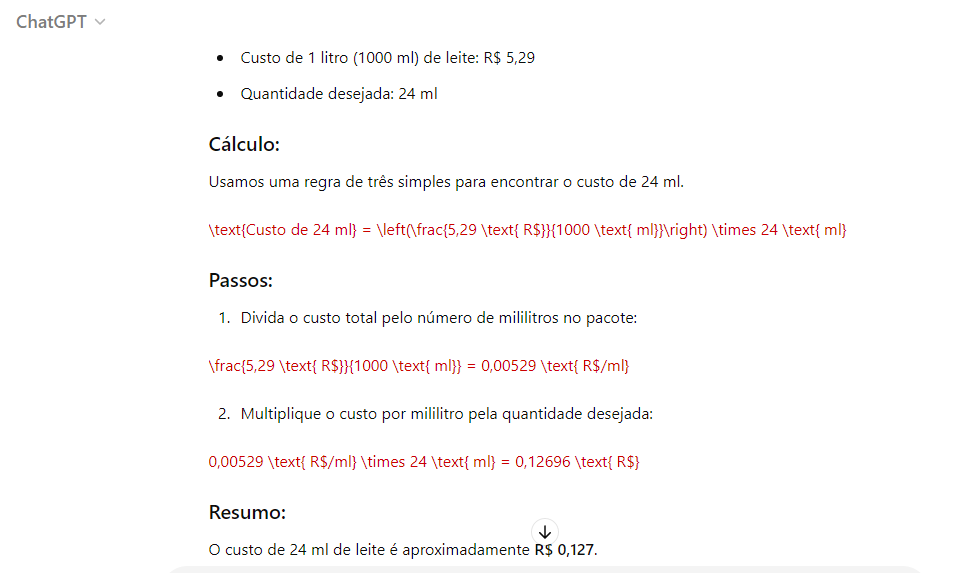 ChatGPT
• Custo de 1 litro (1000 ml) de leite: R$ 5,29
• Quantidade desejada: 24 ml
Cálculo:
Usamos uma regra de três simples para encontrar o custo de 24 ml.
\text{Custo de 24 ml} = \left(\frac{5,29 \text{ R$}}{1000 \text{ ml}}\right) \times 24 \text{ ml}
Passos:
1. Divida o custo total pelo número de mililitros no pacote:
\frac{5,29 \text{ R$}}{1000 \text{ ml}} = 0,00529 \text{ R$/ml}
2. Multiplique o custo por mililitro pela quantidade desejada:
0,00529 \text{ R$/ml} \times 24 \text{ ml} = 0,12696 \text{ R$}
Resumo:
O custo de 24 ml de leite é aproximadamente R$ 0,127.